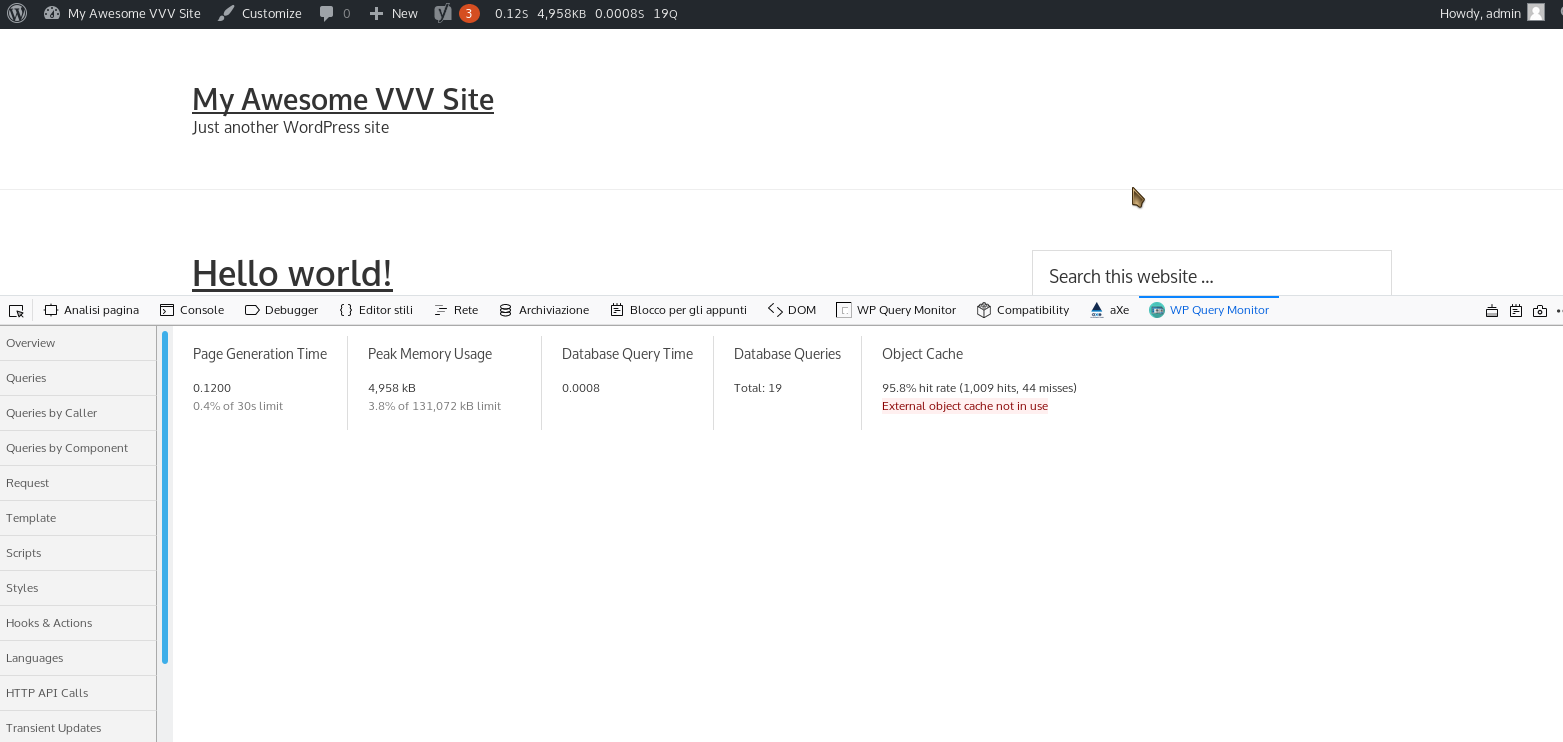 My Awesome VVV Site Customize 0 New 3 0.12S 4,958KB 0.0008S 19Q Howdy, admin
My Awesome VVV Site
Just another WordPress site
Hello world!
Search this website ...
Analisi pagina Console Debugger Editor stili Rete Archiviazione Blocco per gli appunti DOM WP Query Monitor Compatibility aXe WP Query Monitor
Overview
Queries
Queries by Caller
Queries by Component
Request
Template
Scripts
Styles
Hooks & Actions
Languages
HTTP API Calls
Transient Updates
Page Generation Time
0.1200
0.4% of 30s limit
Peak Memory Usage
4,958 kB
3.8% of 131,072 kB limit
Database Query Time
0.0008
Database Queries
Total: 19
Object Cache
95.8% hit rate (1,009 hits, 44 misses)
External object cache not in use